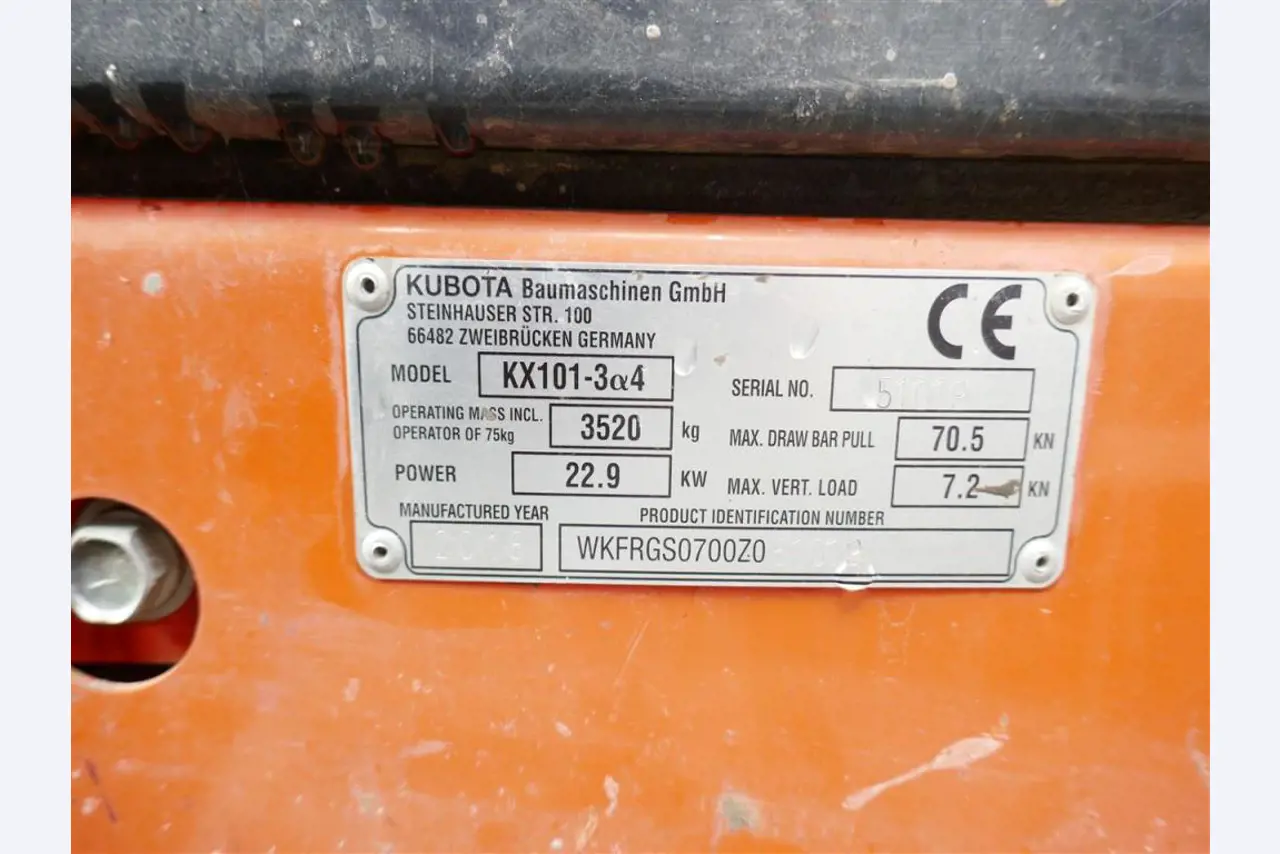 KUBOTA Baumaschinen GmbH
STEINHAUSER STR. 100
66482 ZWEIBRÜCKEN GERMANY
CE
MODEL KX101-3α4
SERIAL NO.
OPERATING MASS INCL.
OPERATOR OF 75kg 3520 kg
MAX. DRAW BAR PULL 70.5 KN
POWER 22.9 KW
MAX. VERT. LOAD 7.2 KN
MANUFACTURED YEAR
PRODUCT IDENTIFICATION NUMBER
WKFRGS0700Z0